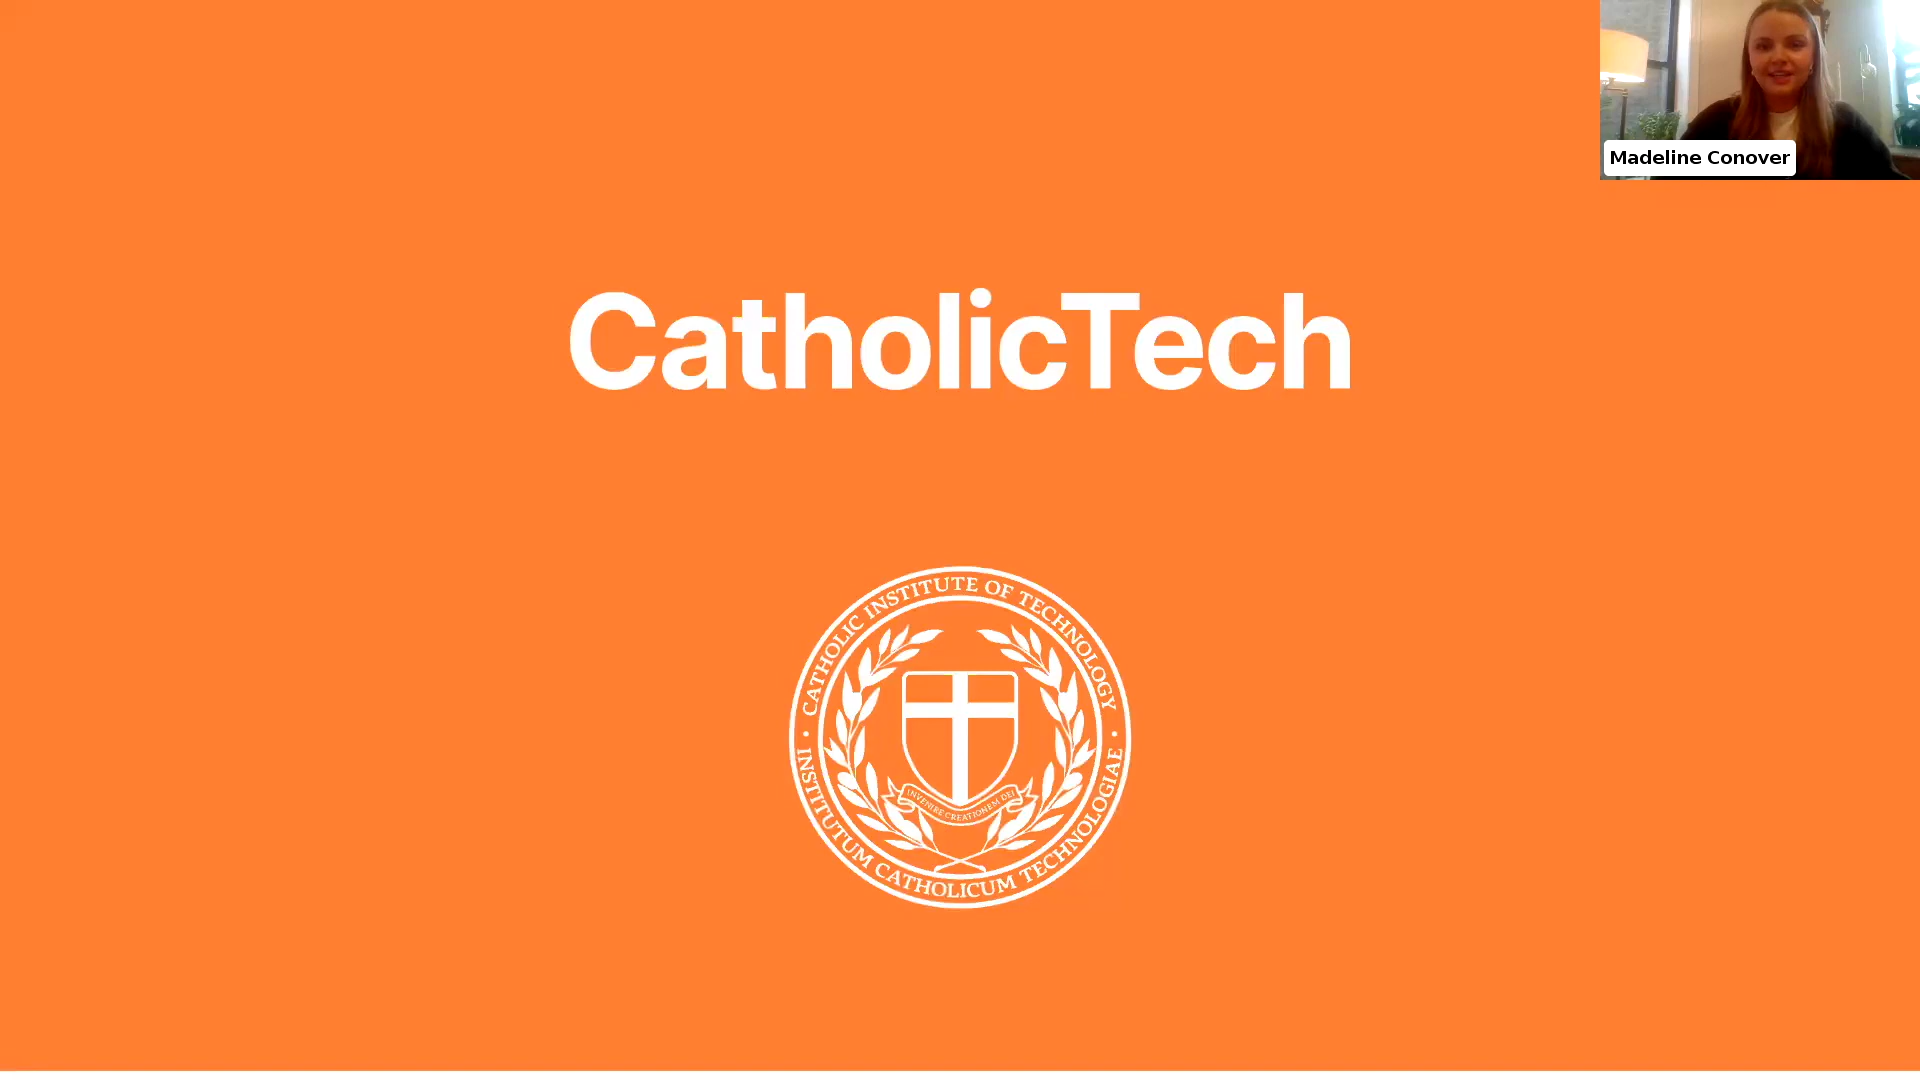 Madeline Conover
CatholicTech
CATHOLIC INSTITUTE OF TECHNOLOGY
INVENIRE CREATIONEM DEI
INSTITUTUM CATHOLICUM TECHNOLOGIAE